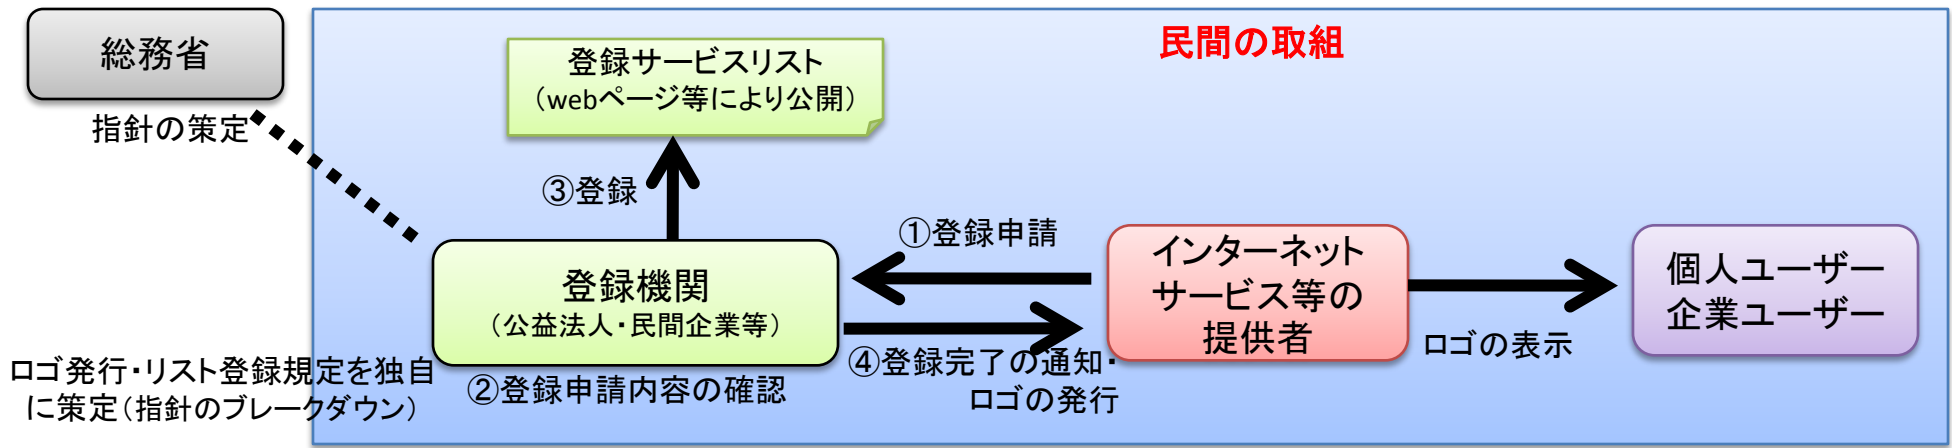 総務省
指針の策定
民間の取組
登録サービスリスト
（webページ等により公開）
③登録
①登録申請
登録機関
（公益法人・民間企業等）
②登録申請内容の確認
④登録完了の通知・
ロゴの発行
インターネット
サービス等の
提供者
ロゴの表示
個人ユーザー
企業ユーザー
ロゴ発行・リスト登録規定を独自
に策定（指針のブレークダウン）